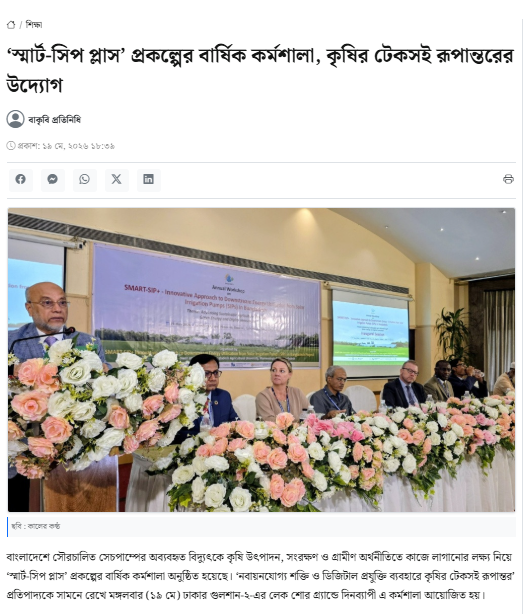 / শিক্ষা
‘স্মার্ট-সিপ প্লাস’ প্রকল্পের বার্ষিক কর্মশালা, কৃষির টেকসই রূপান্তরের
উদ্যোগ
বাকৃবি প্রতিনিধি
প্রকাশ: ১৯ মে, ২০২৬ ১৮:৩৯
Annual Workshop
SMART-SIP+ - Innovative Approach to
Irrigation Pumps
ছবি : কালের কণ্ঠ
বাংলাদেশে সৌরচালিত সেচপাম্পের অব্যবহৃত বিদ্যুৎকে কৃষি উৎপাদন, সংরক্ষণ ও গ্রামীণ অর্থনীতিতে কাজে লাগানোর লক্ষ্য নিয়ে
‘স্মার্ট-সিপ প্লাস’ প্রকল্পের বার্ষিক কর্মশালা অনুষ্ঠিত হয়েছে। ‘নবায়নযোগ্য শক্তি ও ডিজিটাল প্রযুক্তি ব্যবহারে কৃষির টেকসই রূপান্তর’
প্রতিপাদ্যকে সামনে রেখে মঙ্গলবার (১৯ মে) ঢাকার গুলশান-২-এর লেক শোর গ্র্যান্ডে দিনব্যাপী এ কর্মশালা আয়োজিত হয়।